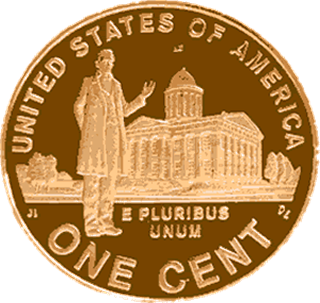 UNITED STATES OF AMERICA
JI
E PLURIBUS
DL
UNUM
ONE CENT